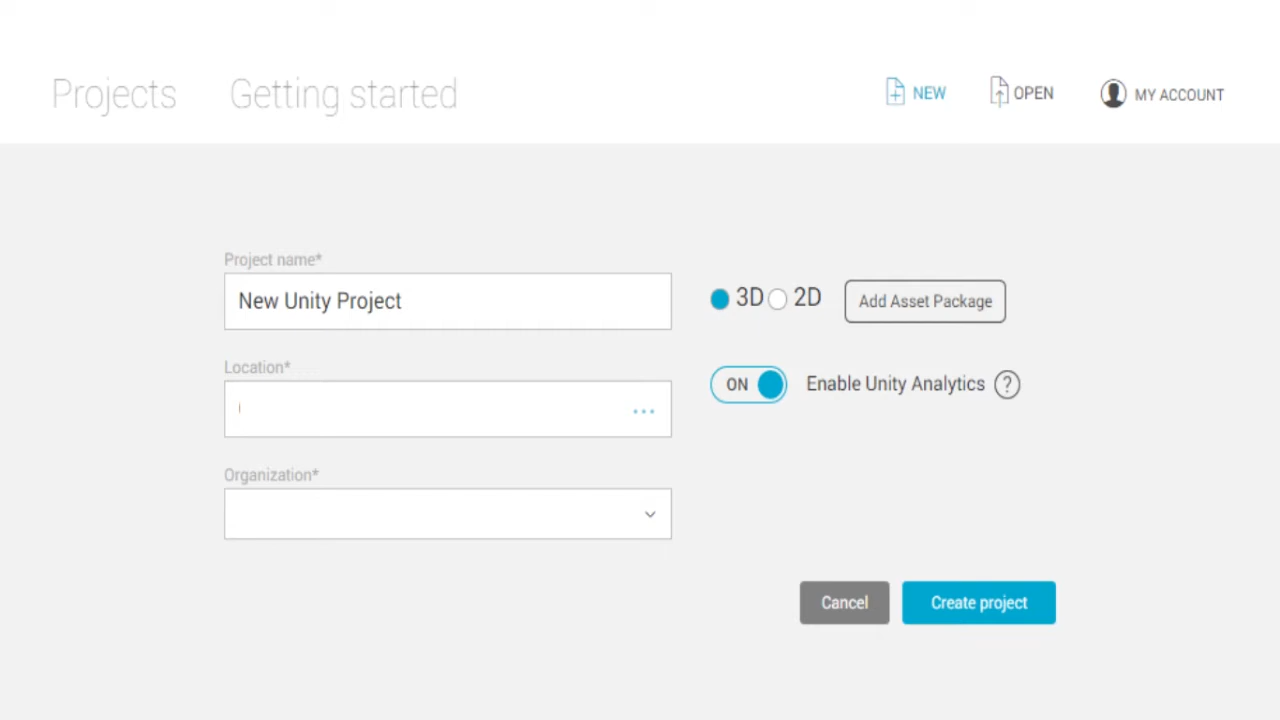 Projects Getting started NEW OPEN MY ACCOUNT
Project name*
New Unity Project
3D 2D Add Asset Package
Location*
...
ON Enable Unity Analytics ?
Organization*
Cancel Create project